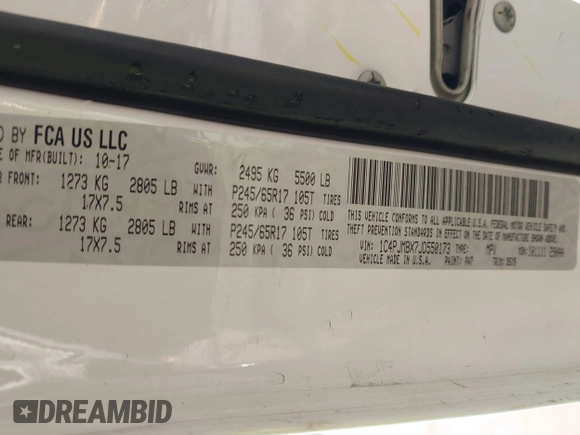 D BY FCA US LLC
E OF MFR(BUILT): 10-17
GVWR: 2495 KG 5500 LB
FRONT: 1273 KG 2805 LB WITH P245/65R17 105T TIRES
17X7.5 RIMS AT 250 KPA ( 36 PSI) COLD
REAR: 1273 KG 2805 LB WITH P245/65R17 105T TIRES
17X7.5 RIMS AT 250 KPA ( 36 PSI) COLD
THIS VEHICLE CONFORMS TO ALL APPLICABLE U.S.A. FEDERAL MOTOR VEHICLE SAFETY AND
THEFT PREVENTION STANDARDS IN EFFECT ON THE DATE OF MANUFACTURE SHOWN ABOVE:
VIN: 1C4PJMBX7JD550173 TYPE: MPV
VEHICLE MADE IN U.S.A. PAINT: PW7 TRIM:
DREAMBID